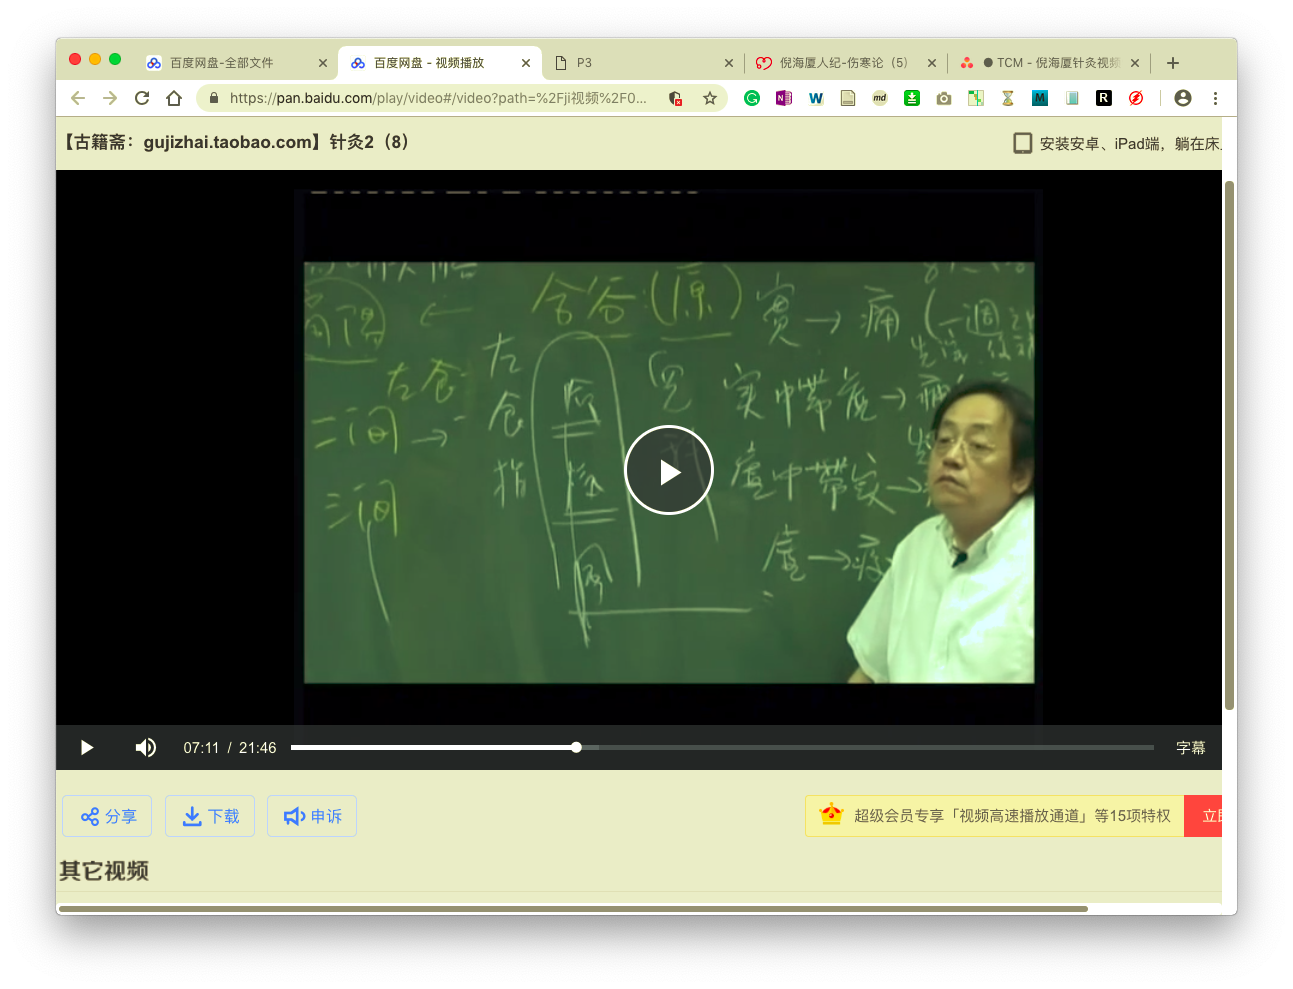 百度网盘-全部文件
百度网盘 - 视频播放
P3
倪海厦人纪-伤寒论（5）
● TCM - 倪海厦针灸视频
https://pan.baidu.com/play/video#/video?path=%2Fji视频%2F0...
【古籍斋：gujizhai.taobao.com】针灸2（8）
安装安卓、iPad端，躺在床
合谷（原）
實→痛（一週
左食
左食指
二间→
三间
实中带虚→
虚中带实→
虚→
07:11 / 21:46
字幕
分享
下载
申诉
超级会员专享「视频高速播放通道」等15项特权
立
其它视频